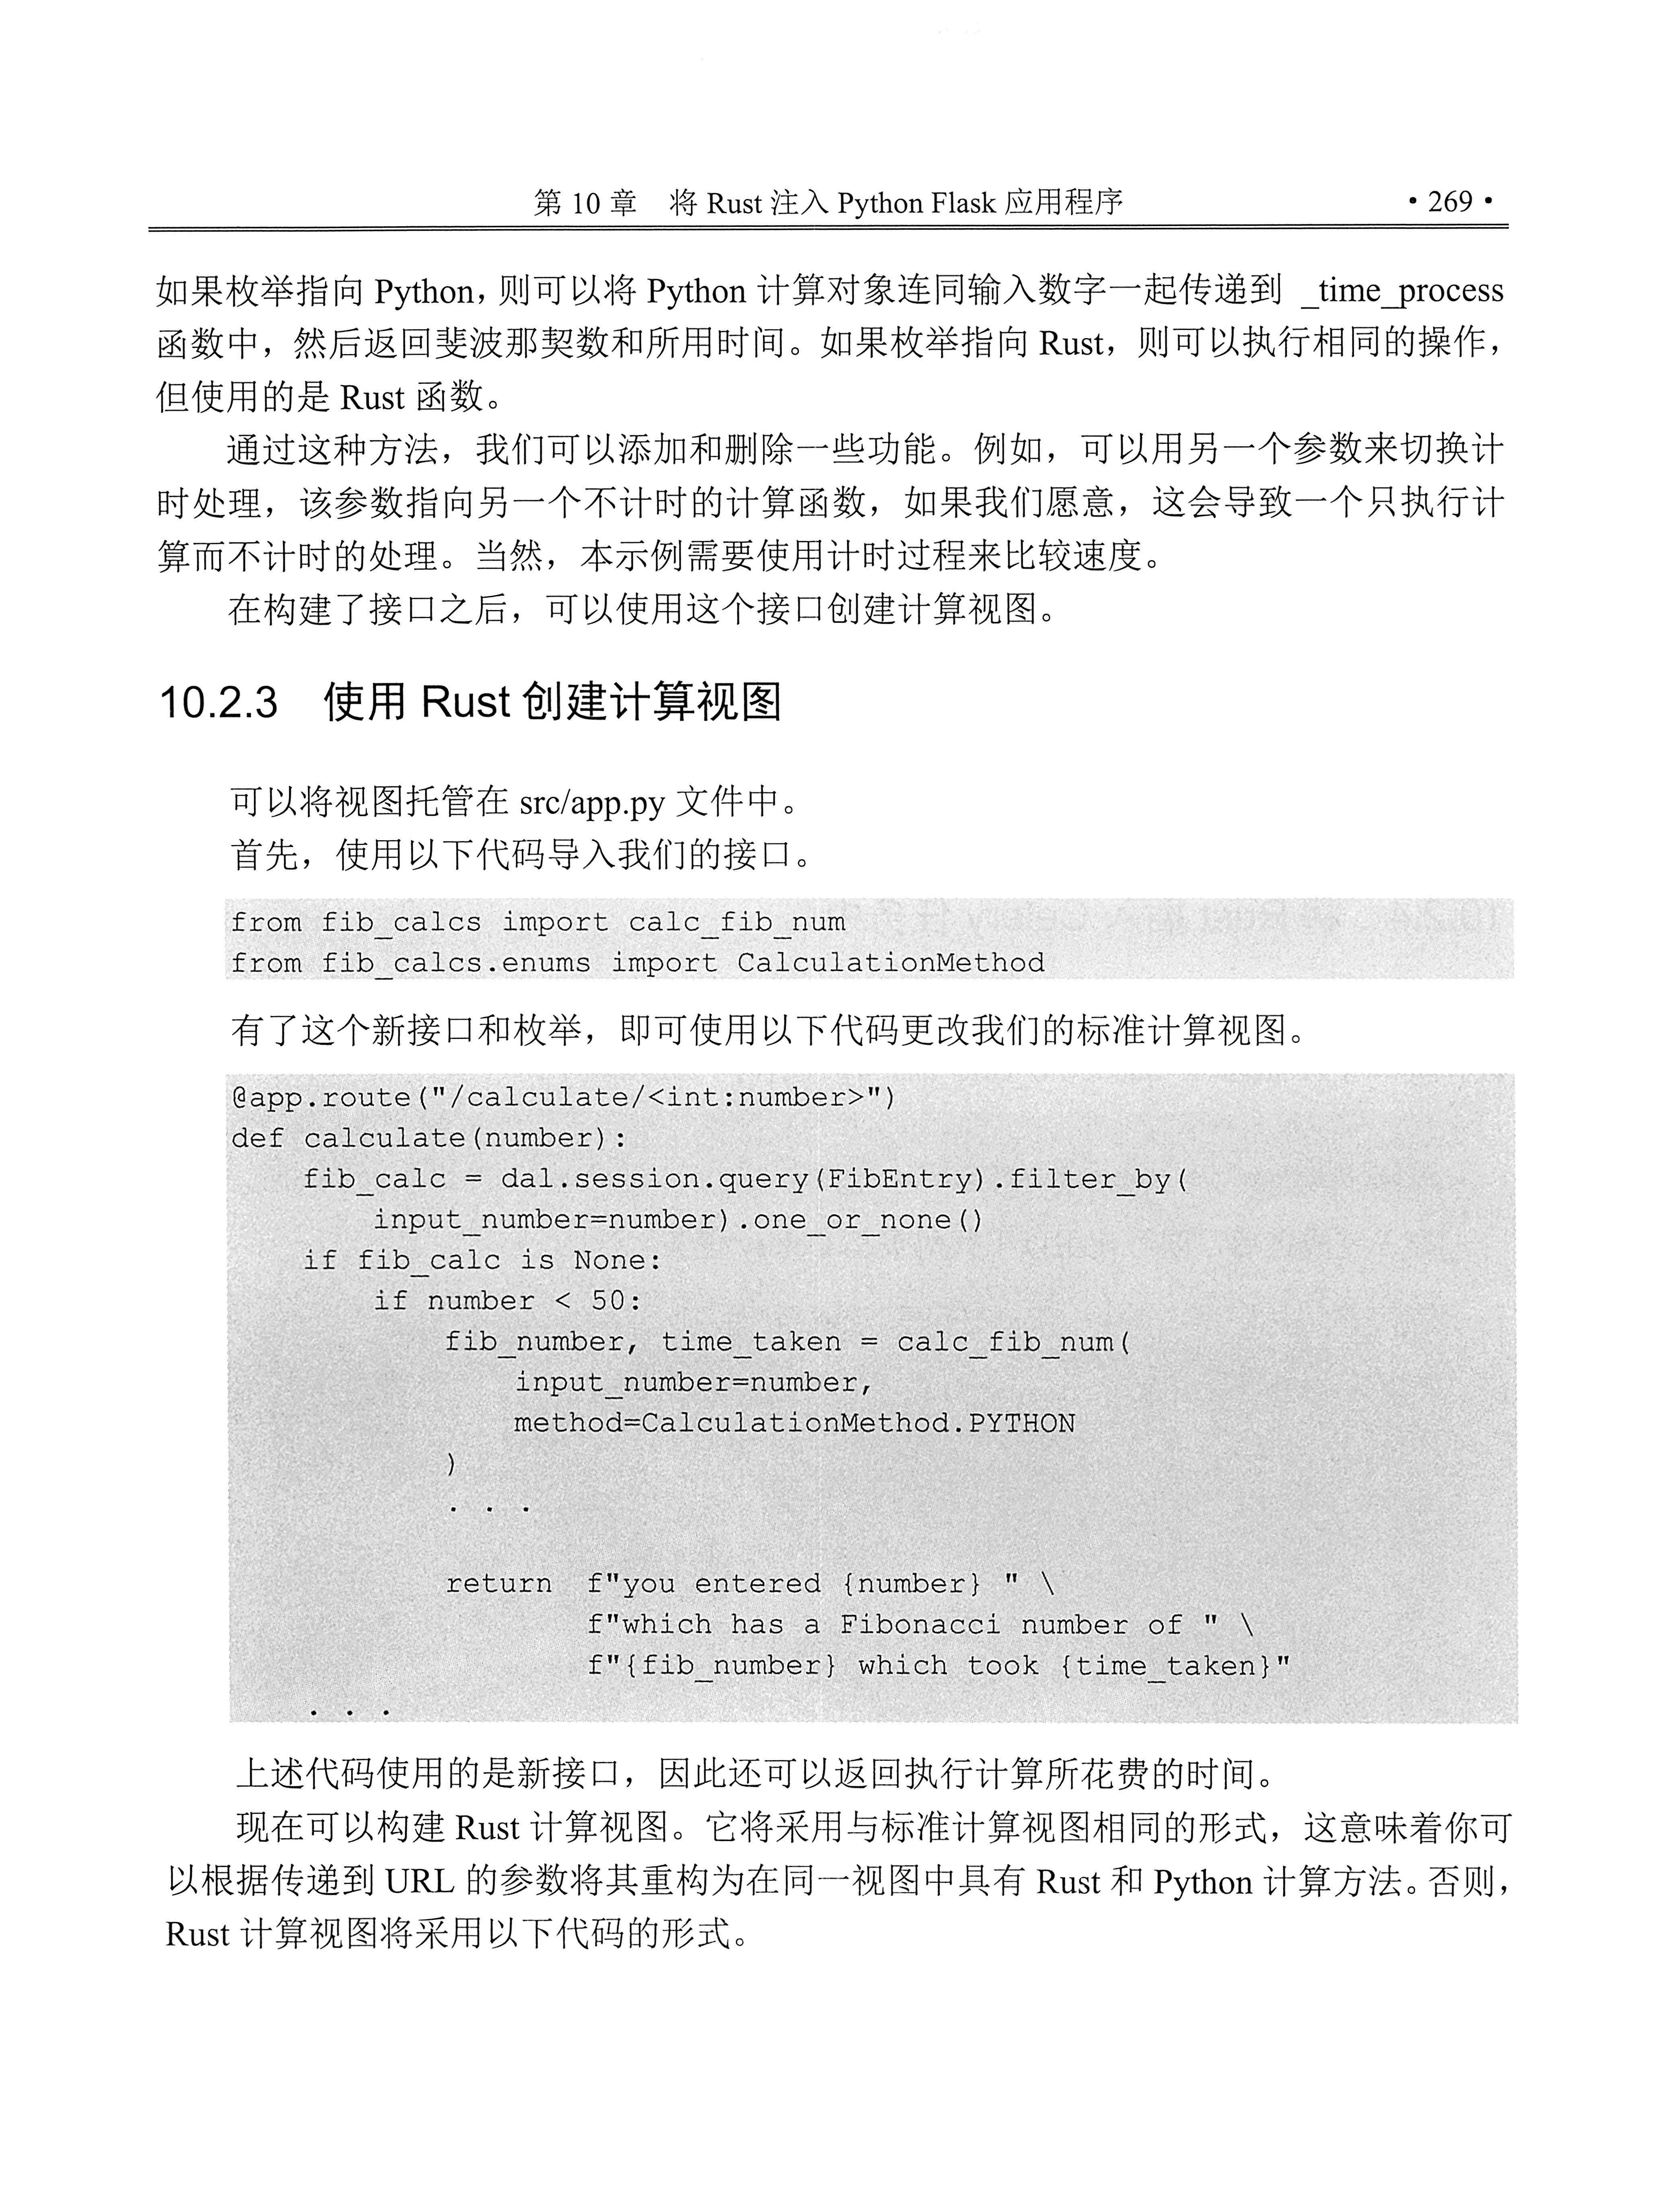 第 10 章　将 Rust 注入 Python Flask 应用程序　　·269·
如果枚举指向 Python，则可以将 Python 计算对象连同输入数字一起传递到 _time_process
函数中，然后返回斐波那契数和所用时间。如果枚举指向 Rust，则可以执行相同的操作，
但使用的是 Rust 函数。
通过这种方法，我们可以添加和删除一些功能。例如，可以用另一个参数来切换计
时处理，该参数指向另一个不计时的计算函数，如果我们愿意，这会导致一个只执行计
算而不计时的处理。当然，本示例需要使用计时过程来比较速度。
在构建了接口之后，可以使用这个接口创建计算视图。
10.2.3　使用 Rust 创建计算视图
可以将视图托管在 src/app.py 文件中。
首先，使用以下代码导入我们的接口。
from fib_calcs import calc_fib_num
from fib_calcs.enums import CalculationMethod
有了这个新接口和枚举，即可使用以下代码更改我们的标准计算视图。
@app.route("/calculate/<int:number>")
def calculate(number):
    fib_calc = dal.session.query(FibEntry).filter_by(
        input_number=number).one_or_none()
    if fib_calc is None:
        if number < 50:
            fib_number, time_taken = calc_fib_num(
                input_number=number,
                method=CalculationMethod.PYTHON
            )
            . . .
            return  f"you entered {number} " \
                    f"which has a Fibonacci number of " \
                    f"{fib_number} which took {time_taken}"
    . . .
上述代码使用的是新接口，因此还可以返回执行计算所花费的时间。
现在可以构建 Rust 计算视图。它将采用与标准计算视图相同的形式，这意味着你可
以根据传递到 URL 的参数将其重构为在同一视图中具有 Rust 和 Python 计算方法。否则，
Rust 计算视图将采用以下代码的形式。